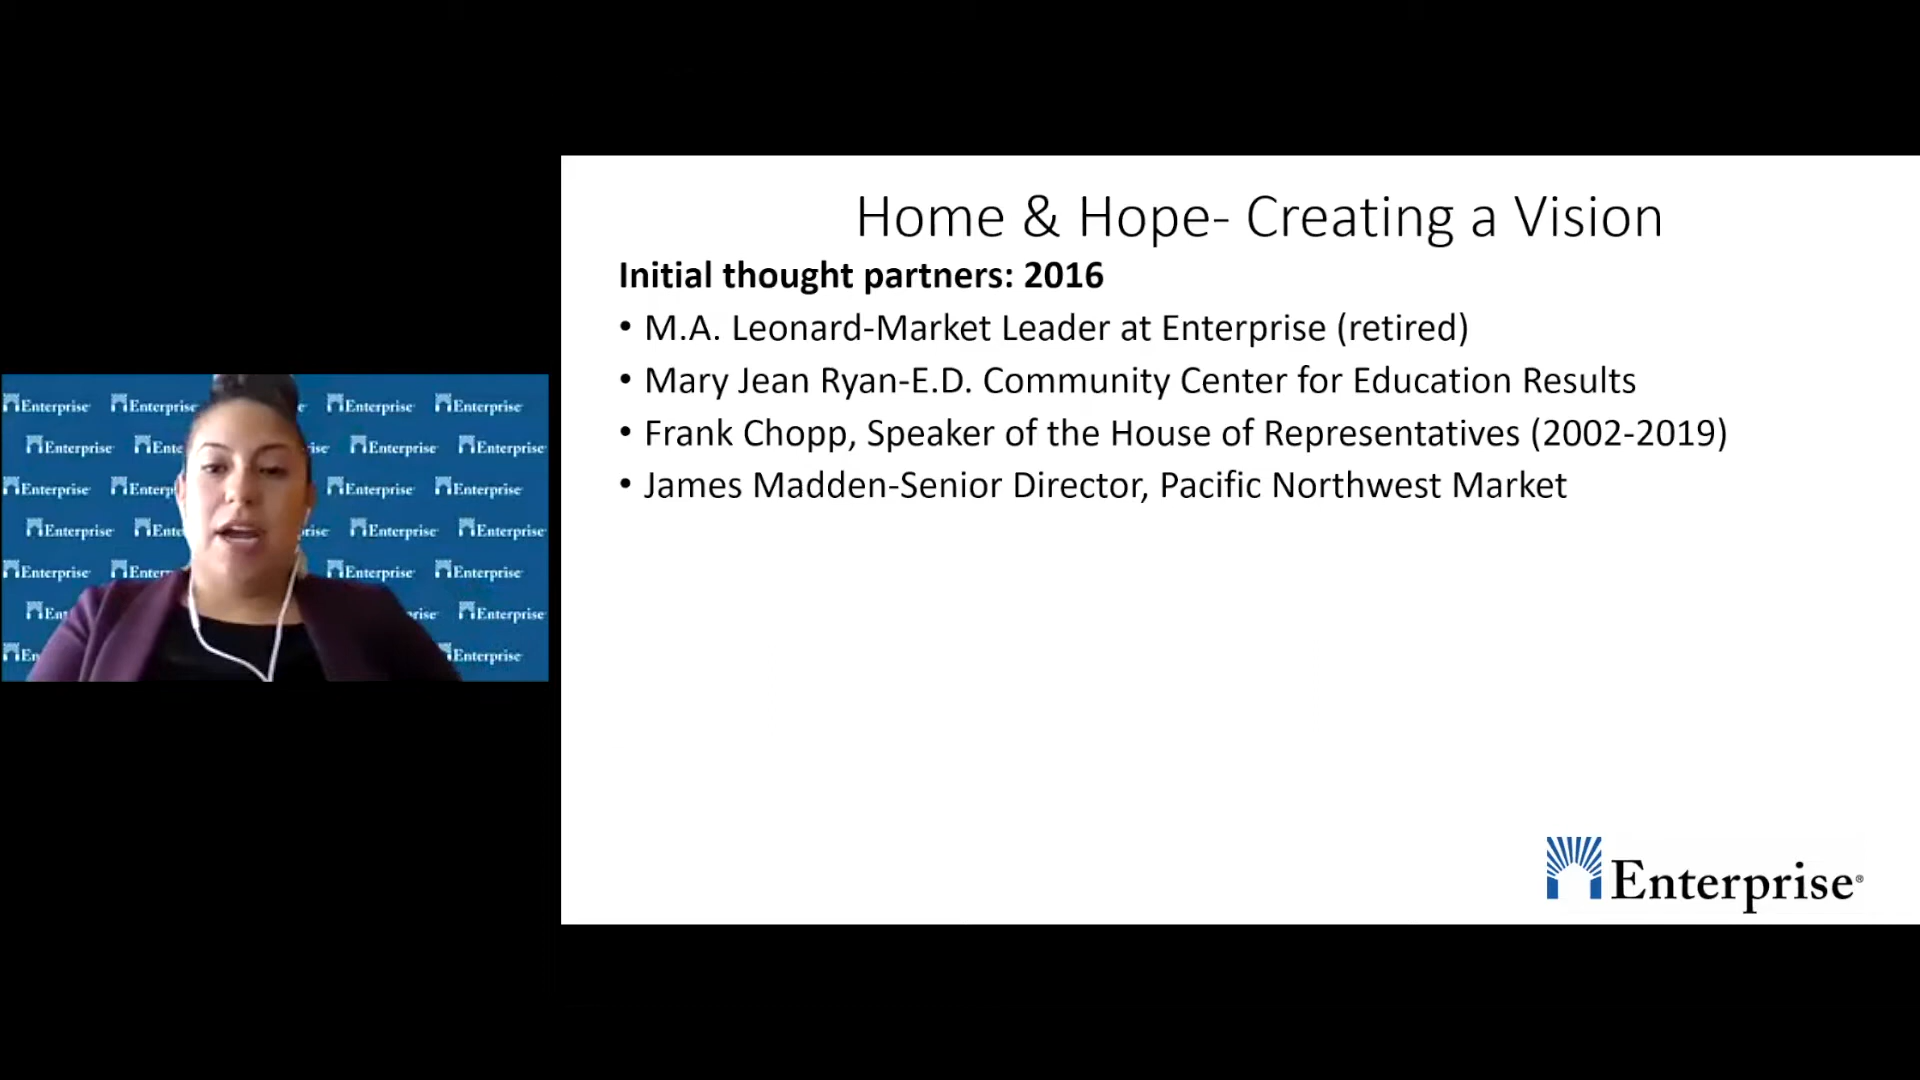 Home & Hope- Creating a Vision
Initial thought partners: 2016
• M.A. Leonard-Market Leader at Enterprise (retired)
• Mary Jean Ryan-E.D. Community Center for Education Results
• Frank Chopp, Speaker of the House of Representatives (2002-2019)
• James Madden-Senior Director, Pacific Northwest Market
Enterprise®
Enterprise Enterprise e Enterprise Enterprise
Enterprise Ente ise Enterprise Enterprise
Enterprise Enterp Enterprise Enterprise
Enterprise Ente rise Enterprise Enterprise
Enterprise Enter Enterprise Enterprise
Ent rise Enterprise
En Enterprise